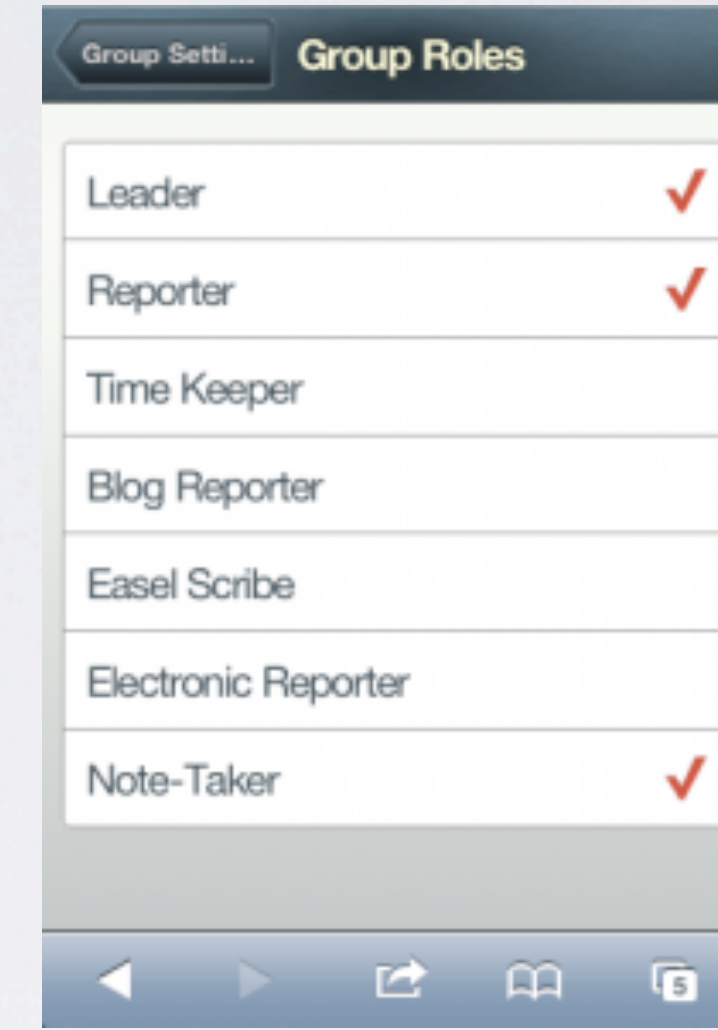 Group Setti... Group Roles
Leader
Reporter
Time Keeper
Blog Reporter
Easel Scribe
Electronic Reporter
Note-Taker
5